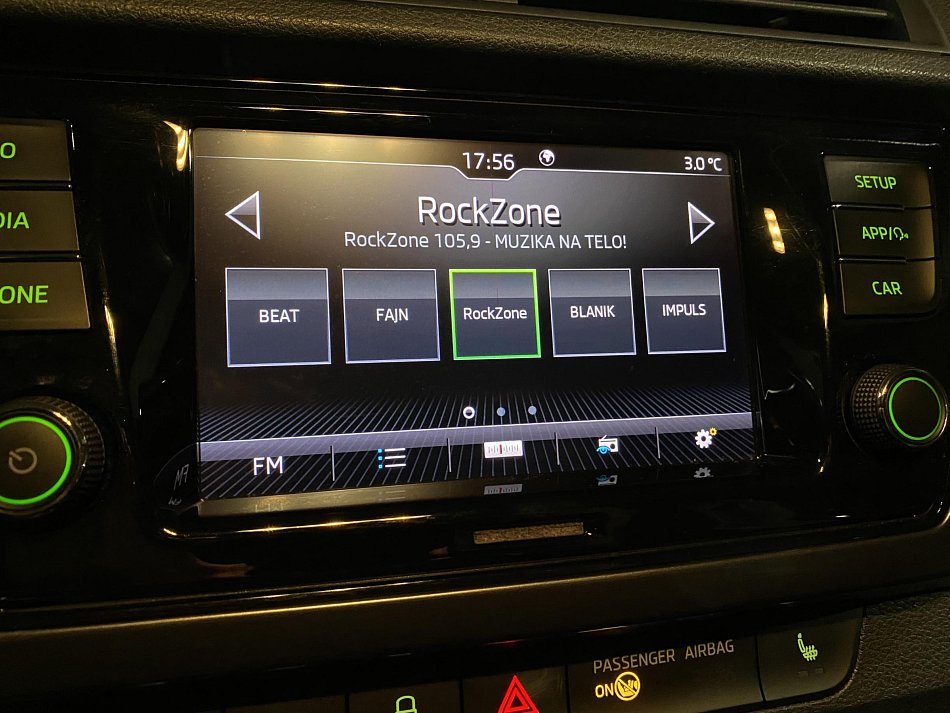 17:56
3.0 °C
RockZone
RockZone 105,9 - MUZIKA NA TELO!
BEAT
FAJN
RockZone
BLANIK
IMPULS
FM
O
DIA
ONE
SETUP
APP/
CAR
PASSENGER AIRBAG
ON